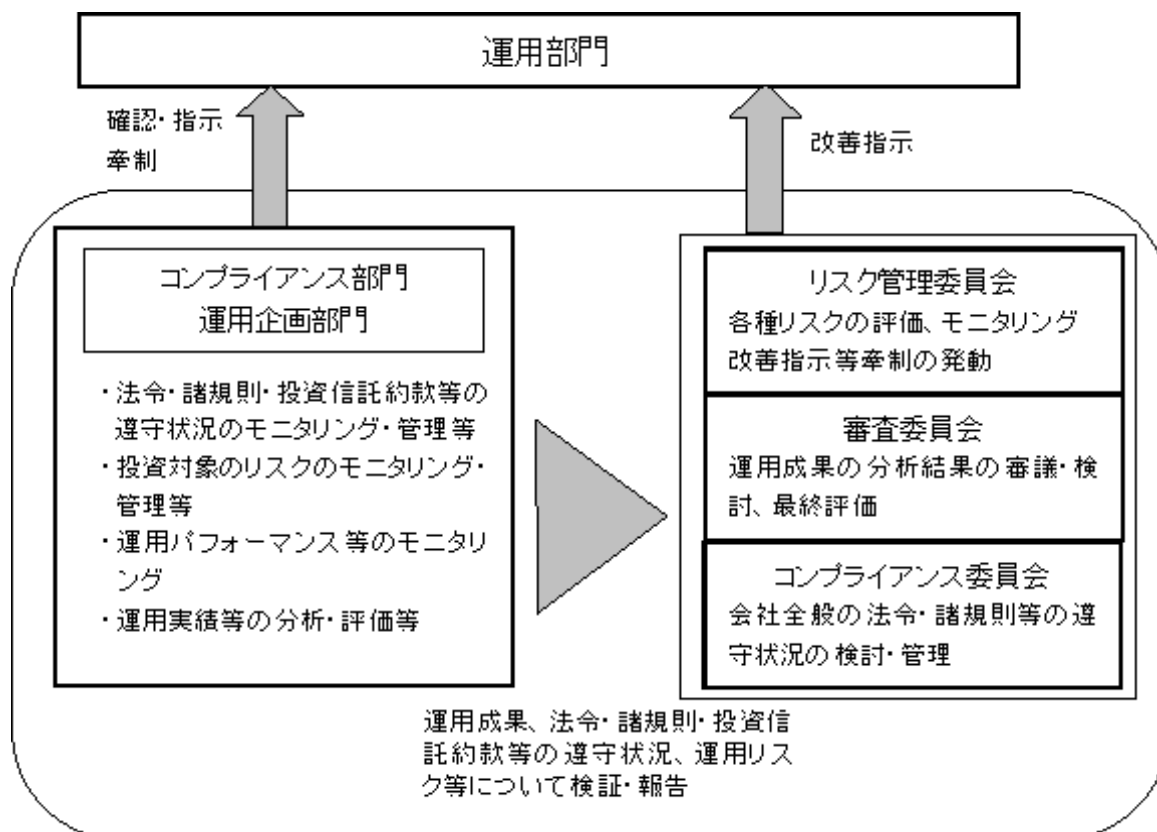 運用部門
確認・指示
牽制
改善指示
コンプライアンス部門
運用企画部門
・法令・諸規則・投資信託約款等の
遵守状況のモニタリング・管理等
・投資対象のリスクのモニタリング・
管理等
・運用パフォーマンス等のモニタリ
ング
・運用実績等の分析・評価等
リスク管理委員会
各種リスクの評価、モニタリング
改善指示等牽制の発動
審査委員会
運用成果の分析結果の審議・検
討、最終評価
コンプライアンス委員会
会社全般の法令・諸規則等の遵
守状況の検討・管理
運用成果、法令・諸規則・投資信
託約款等の遵守状況、運用リス
ク等について検証・報告